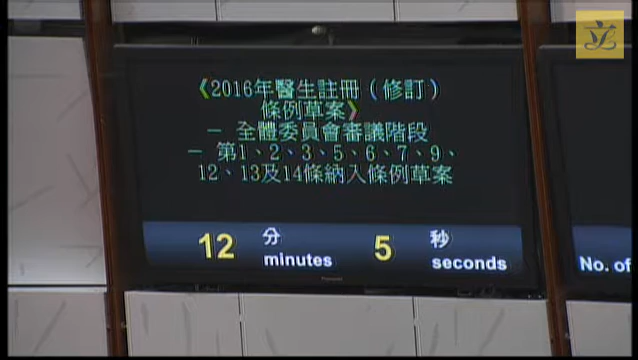 《2016年醫生註冊（修訂）
條例草案》
－ 全體委員會審議階段
－ 第1、2、3、5、6、7、9、
12、13及14條納入條例草案
12 分 minutes 5 秒 seconds
No. of
Panasonic
立